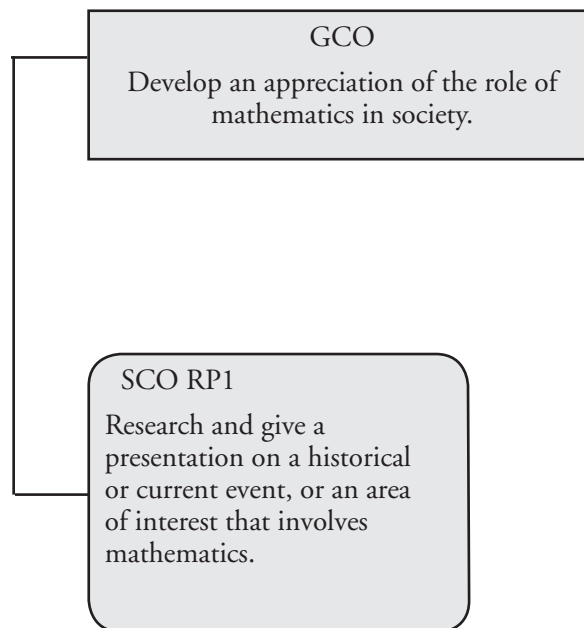 GCO
Develop an appreciation of the role of
mathematics in society.
SCO RP1
Research and give a
presentation on a historical
or current event, or an area
of interest that involves
mathematics.